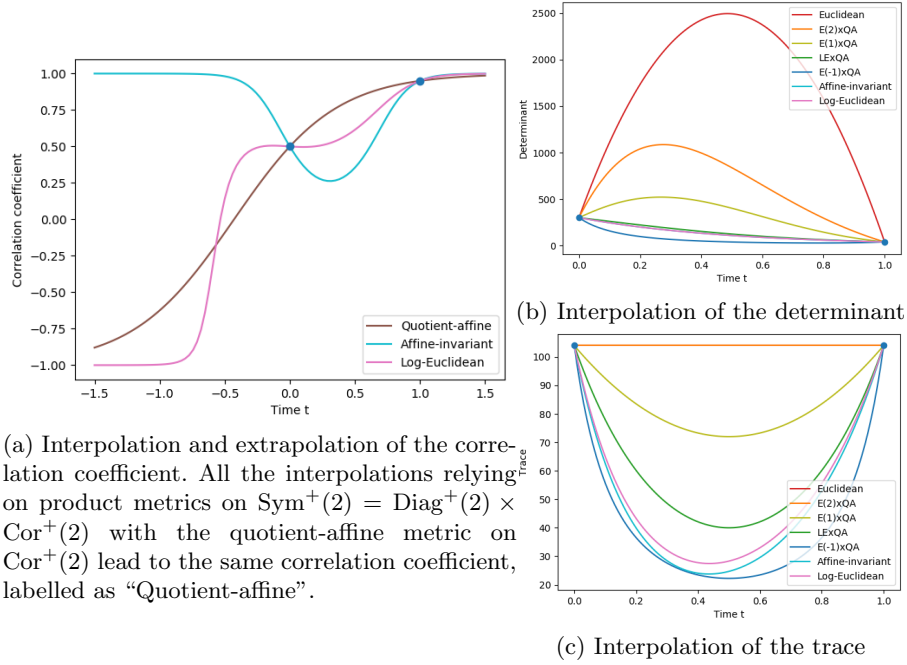 1.00
0.75
0.50
0.25
0.00
−0.25
−0.50
−0.75
−1.00
Correlation coefficient
−1.5
−1.0
−0.5
0.0
0.5
1.0
1.5
Time t
Quotient-affine
Affine-invariant
Log-Euclidean
(a) Interpolation and extrapolation of the corre-
lation coefficient. All the interpolations relying
on product metrics on Sym⁺(2) = Diag⁺(2) ×
Cor⁺(2) with the quotient-affine metric on
Cor⁺(2) lead to the same correlation coefficient,
labelled as “Quotient-affine”.
2500
2000
1500
1000
500
0
Determinant
0.0
0.2
0.4
0.6
0.8
1.0
Time t
Euclidean
E(2)xQA
E(1)xQA
LExQA
E(-1)xQA
Affine-invariant
Log-Euclidean
(b) Interpolation of the determinant
100
90
80
70
60
50
40
30
20
Trace
0.0
0.2
0.4
0.6
0.8
1.0
Time t
Euclidean
E(2)xQA
E(1)xQA
LExQA
E(-1)xQA
Affine-invariant
Log-Euclidean
(c) Interpolation of the trace